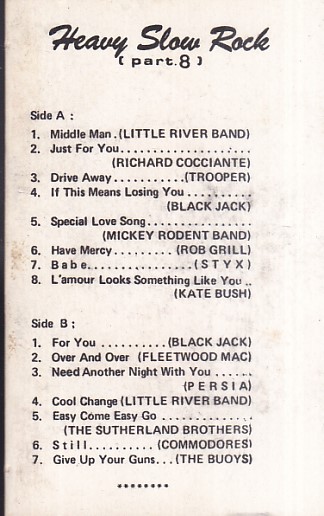 Heavy Slow Rock
( part.8 )
Side A :
1. Middle Man .(LITTLE RIVER BAND)
2. Just For You...................
(RICHARD COCCIANTE)
3. Drive Away ...........(TROOPER)
4. If This Means Losing You ..........
(BLACK JACK)
5. Special Love Song................
(MICKEY RODENT BAND)
6. Have Mercy.........(ROB GRILL)
7. Babe.................(STYX)
8. L'amour Looks Something Like You ..
(KATE BUSH)
Side B ;
1. For You ..........(BLACK JACK)
2. Over And Over (FLEETWOOD MAC)
3. Need Another Night With You ......
(PERSIA)
4. Cool Change (LITTLE RIVER BAND)
5. Easy Come Easy Go .............
(THE SUTHERLAND BROTHERS)
6. Still..........(COMMODORES)
7. Give Up Your Guns...(THE BUOYS)
********